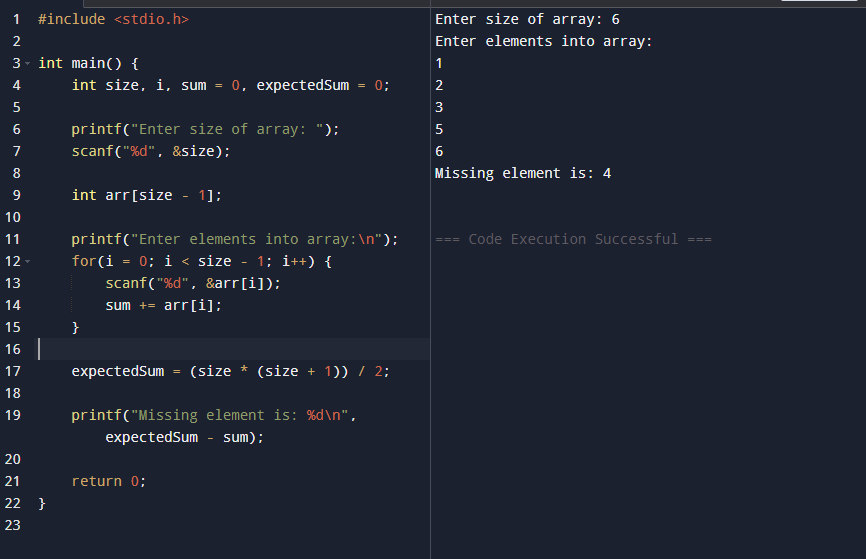 1 #include <stdio.h>
2
3 int main() {
4 int size, i, sum = 0, expectedSum = 0;
5
6 printf("Enter size of array: ");
7 scanf("%d", &size);
8
9 int arr[size - 1];
10
11 printf("Enter elements into array:\n");
12 for(i = 0; i < size - 1; i++) {
13 scanf("%d", &arr[i]);
14 sum += arr[i];
15 }
16
17 expectedSum = (size * (size + 1)) / 2;
18
19 printf("Missing element is: %d\n",
expectedSum - sum);
20
21 return 0;
22 }
23
Enter size of array: 6
Enter elements into array:
1
2
3
5
6
Missing element is: 4
=== Code Execution Successful ===